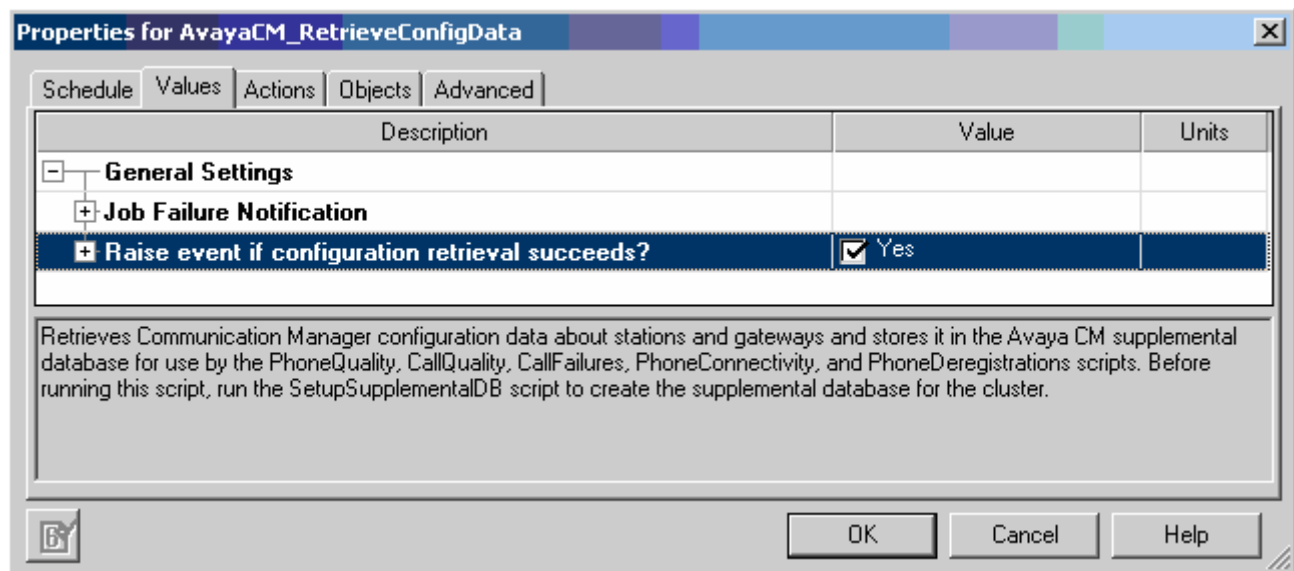 Properties for AvayaCM_RetrieveConfigData
Schedule Values Actions Objects Advanced
Description Value Units
General Settings
Job Failure Notification
Raise event if configuration retrieval succeeds? Yes
Retrieves Communication Manager configuration data about stations and gateways and stores it in the Avaya CM supplemental
database for use by the PhoneQuality, CallQuality, CallFailures, PhoneConnectivity, and PhoneDeregistrations scripts. Before
running this script, run the SetupSupplementalDB script to create the supplemental database for the cluster.
OK Cancel Help